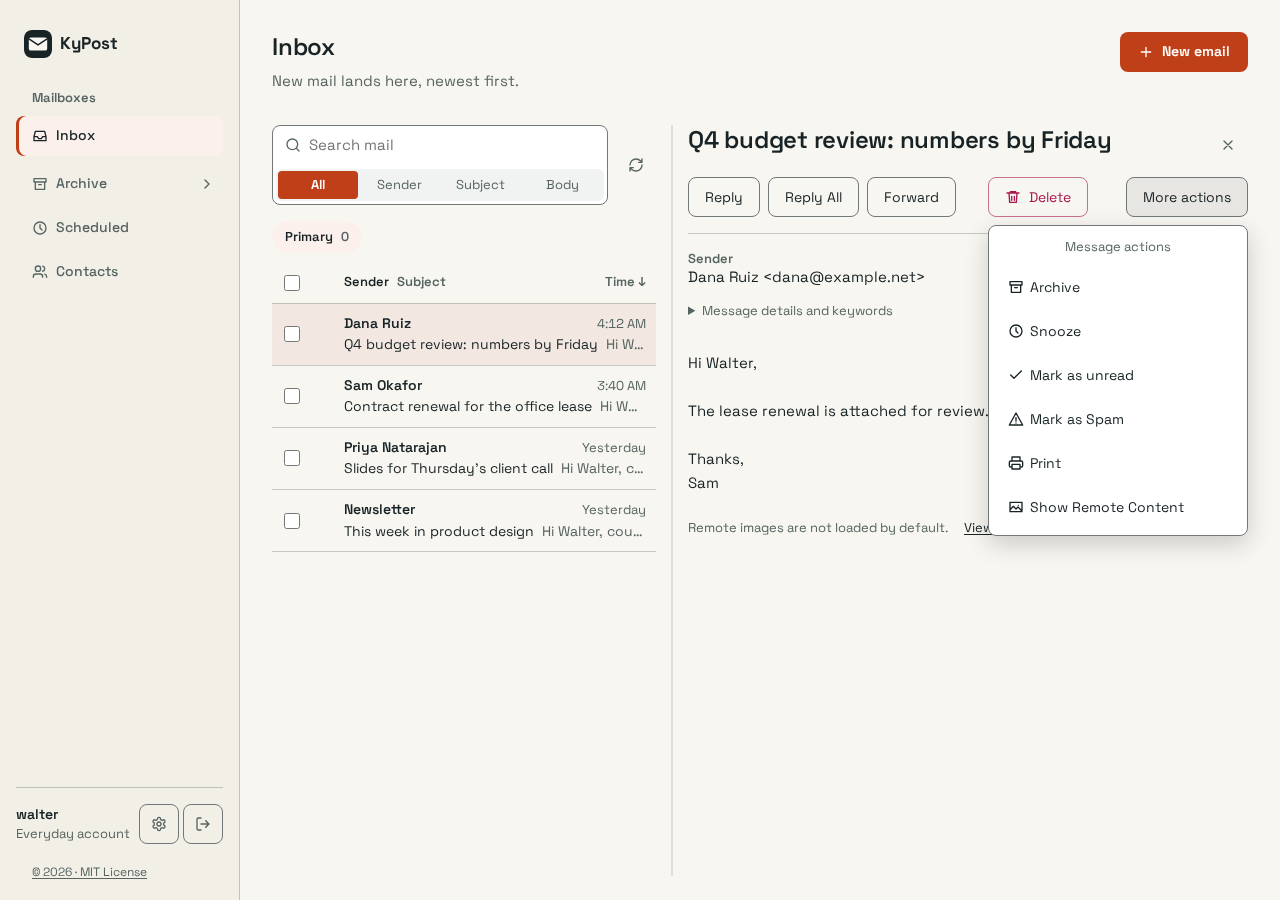 KyPost
Mailboxes
Inbox
Archive
Scheduled
Contacts
walter
Everyday account
© 2026 · MIT License
Inbox
New mail lands here, newest first.
New email
Search mail
All Sender Subject Body
Primary 0
Sender Subject Time ↓
Dana Ruiz 4:12 AM
Q4 budget review: numbers by Friday Hi W...
Sam Okafor 3:40 AM
Contract renewal for the office lease Hi W...
Priya Natarajan Yesterday
Slides for Thursday's client call Hi Walter, c...
Newsletter Yesterday
This week in product design Hi Walter, cou...
Q4 budget review: numbers by Friday
Reply Reply All Forward Delete More actions
Sender
Dana Ruiz <dana@example.net>
Message details and keywords
Hi Walter,
The lease renewal is attached for review.
Thanks,
Sam
Remote images are not loaded by default. View
Message actions
Archive
Snooze
Mark as unread
Mark as Spam
Print
Show Remote Content